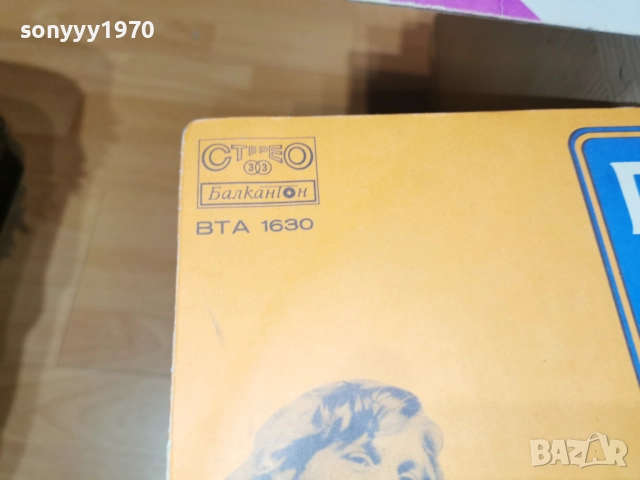 sonyyy1970
СТЕРЕО
33
Балкантон
ВТА 1630
BAZAR